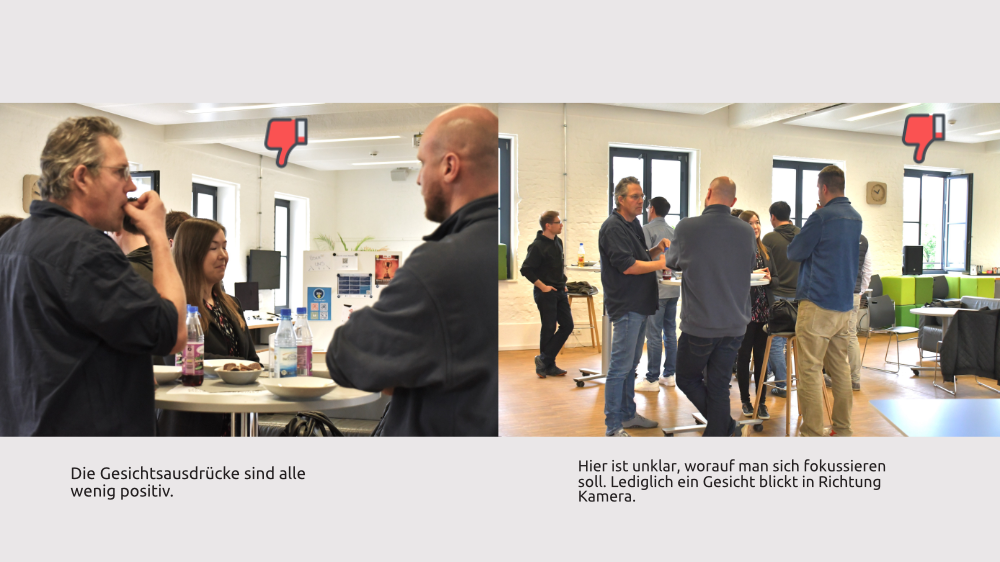 Die Gesichtsausdrücke sind alle
wenig positiv.
Hier ist unklar, worauf man sich fokussieren
soll. Lediglich ein Gesicht blickt in Richtung
Kamera.